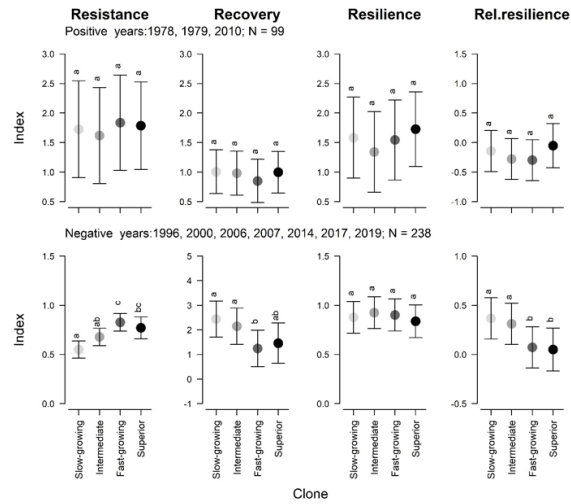 Resistance Recovery Resilience Rel.resilience
Positive years:1978, 1979, 2010; N = 99
3.0 3.0 3.0 1.5
2.5 2.5 2.5 1.0
2.0 2.0 2.0 0.5
1.5 1.5 1.5 0.0
1.0 1.0 1.0 -0.5
0.5 0.5 0.5 -1.0
a a a a a a a a a a a a a a a a
Index
Negative years:1996, 2000, 2006, 2007, 2014, 2017, 2019; N = 238
1.5 5 1.5 1.0
4
1.0 3 1.0 0.5
2
0.5 1 0.5 0.0
0
0.0 -1 0.0 -0.5
a ab c bc a a b ab a a a a a a b b
Index
Slow-growing Intermediate Fast-growing Superior Slow-growing Intermediate Fast-growing Superior Slow-growing Intermediate Fast-growing Superior Slow-growing Intermediate Fast-growing Superior
Clone